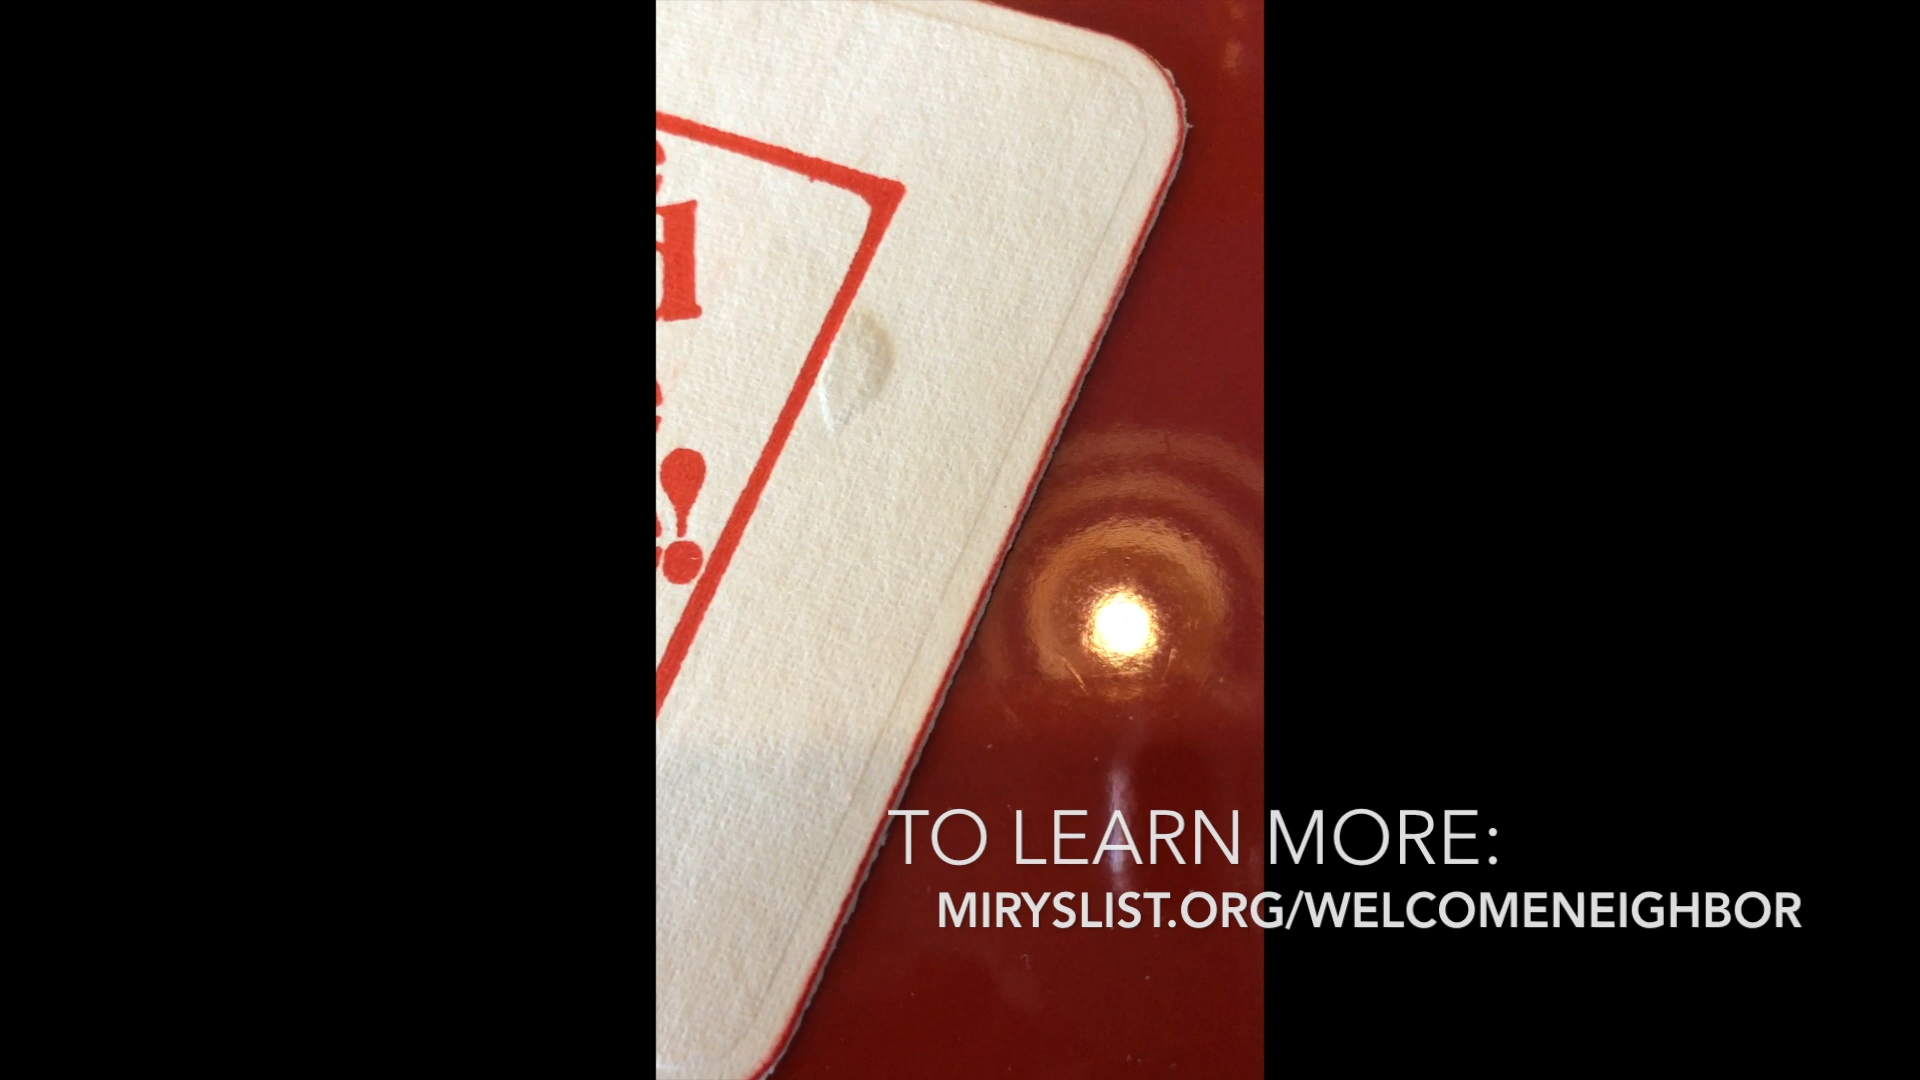 d
!
TO LEARN MORE:
MIRYSLIST.ORG/WELCOMENEIGHBOR